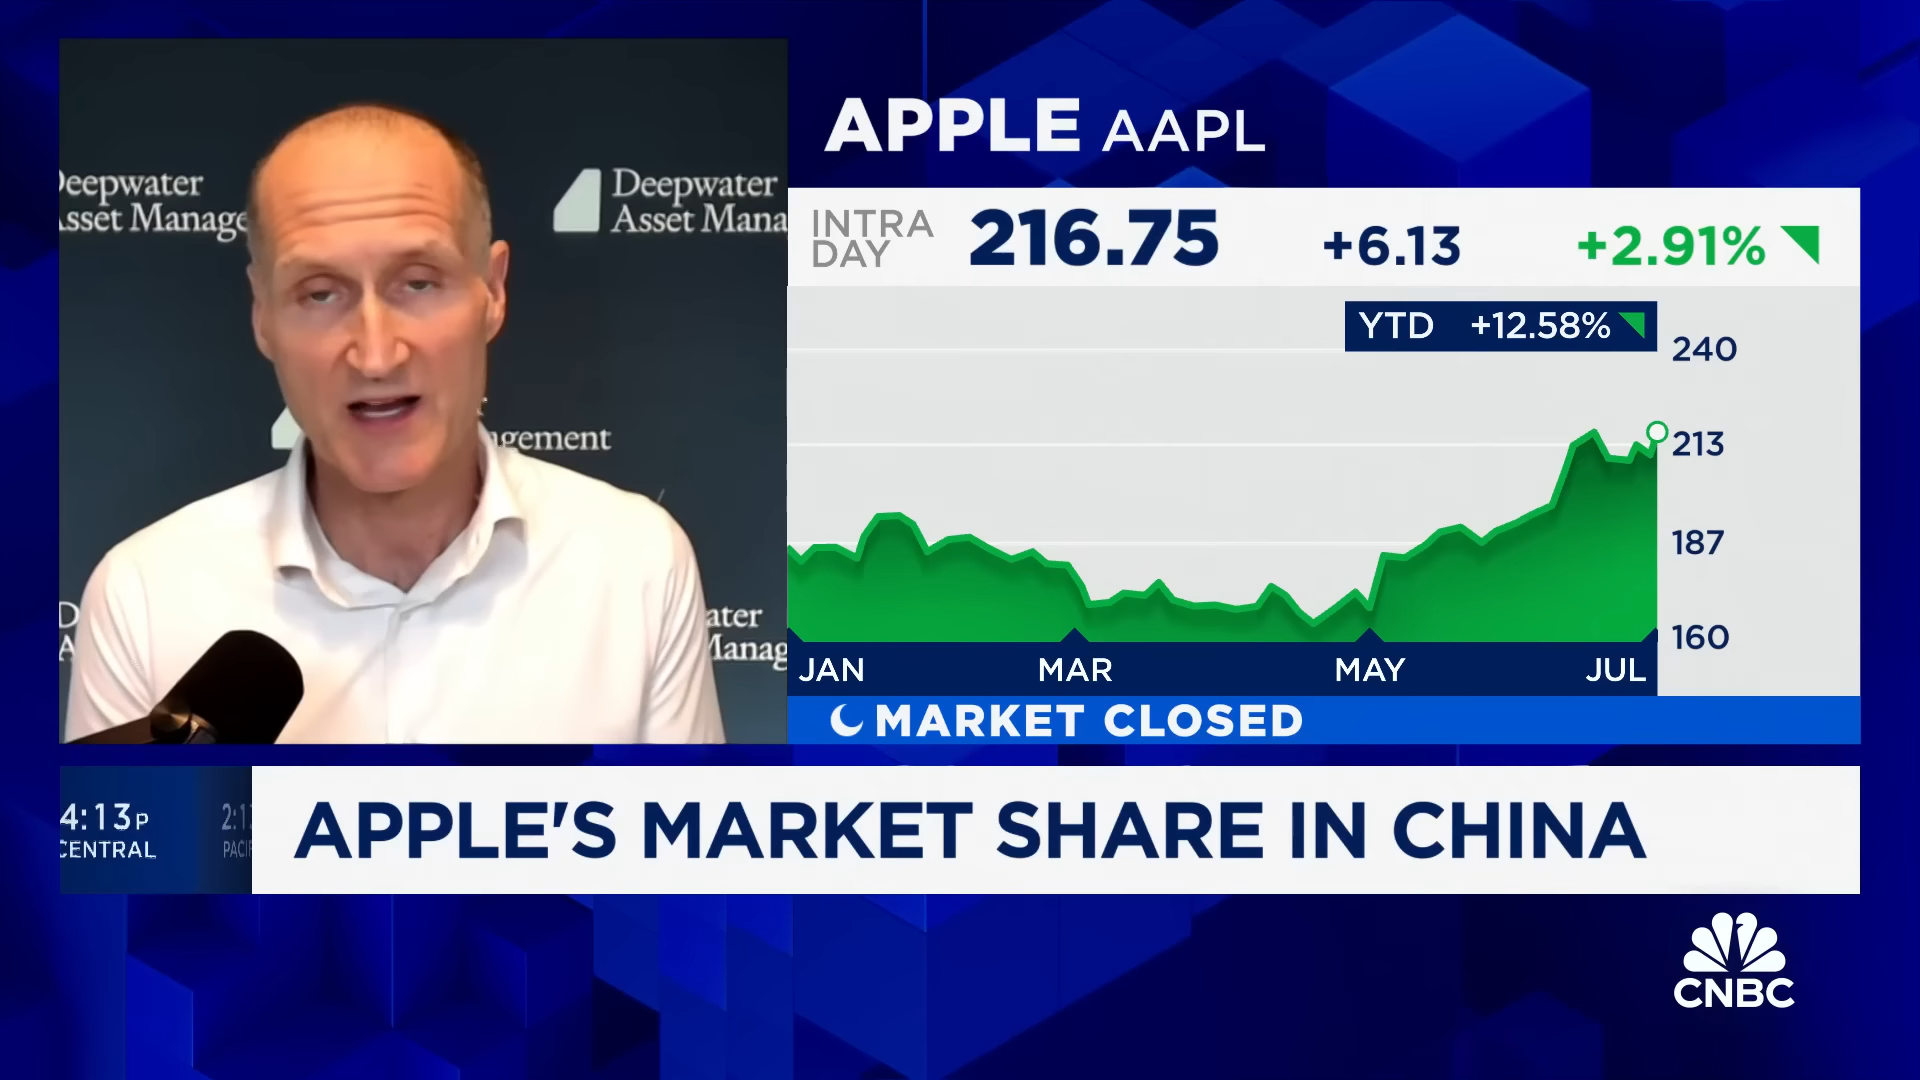 Deepwater
Asset Manage
Deepwater
Asset Mana
agement
ater
Manag
APPLE AAPL
INTRA
DAY
216.75 +6.13 +2.91%
YTD +12.58%
240
213
187
160
JAN MAR MAY JUL
MARKET CLOSED
4:13P
CENTRAL
APPLE'S MARKET SHARE IN CHINA
CNBC